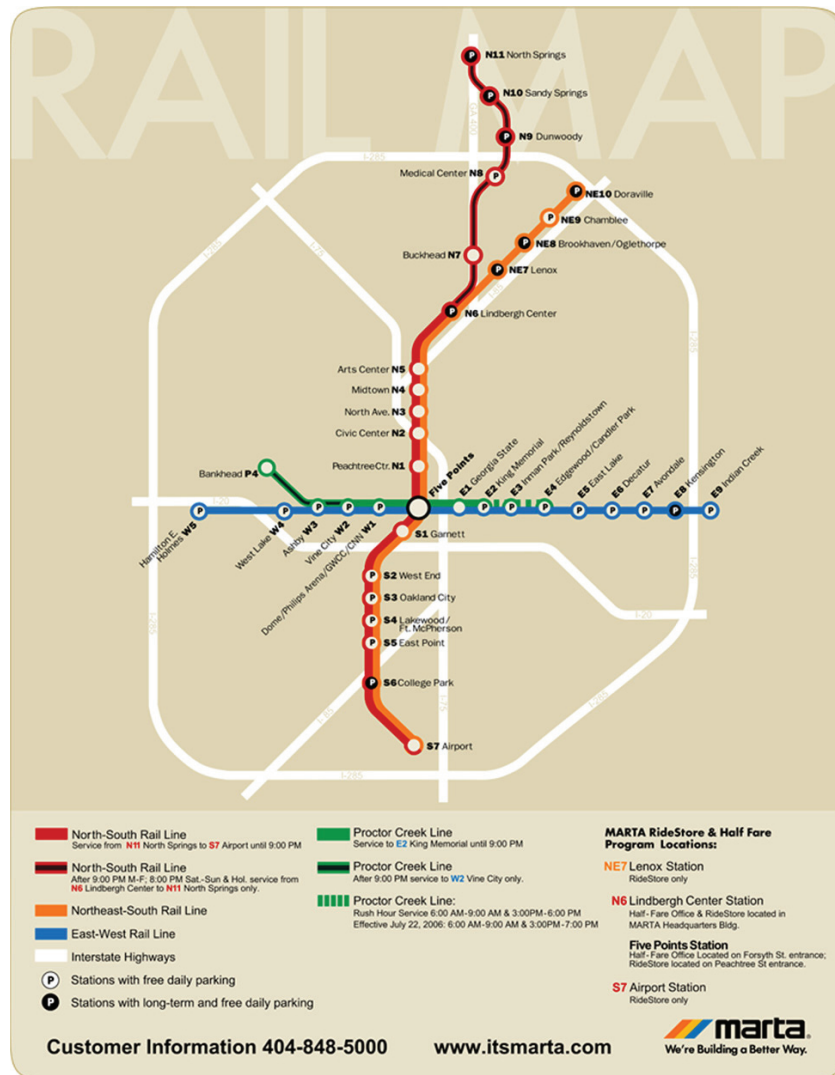 RAIL MAP
N11 North Springs
N10 Sandy Springs
GA 400
N9 Dunwoody
I-285
Medical Center N8
NE10 Doraville
NE9 Chamblee
I-75
I-285
Buckhead N7
NE8 Brookhaven/Oglethorpe
NE7 Lenox
I-85
N6 Lindbergh Center
I-285
Arts Center N5
Midtown N4
North Ave. N3
Civic Center N2
Peachtree Ctr. N1
Bankhead P4
Five Points
E1 Georgia State
E2 King Memorial
E3 Inman Park/Reynoldstown
E4 Edgewood/Candler Park
E5 East Lake
E6 Decatur
E7 Avondale
E8 Kensington
E9 Indian Creek
I-20
Hamilton E.
Holmes W5
West Lake W4
Ashby W3
Vine City W2
Dome/Philips Arena/GWCC/CNN W1
S1 Garnett
S2 West End
S3 Oakland City
S4 Lakewood/
Ft. McPherson
S5 East Point
S6 College Park
S7 Airport
I-285
I-285
I-20
I-85
I-75
I-285
I-285
North-South Rail Line
Service from N11 North Springs to S7 Airport until 9:00 PM
North-South Rail Line
After 9:00 PM M-F; 8:00 PM Sat.-Sun & Hol. service from
N6 Lindbergh Center to N11 North Springs only.
Northeast-South Rail Line
East-West Rail Line
Interstate Highways
P Stations with free daily parking
P Stations with long-term and free daily parking
Proctor Creek Line
Service to E2 King Memorial until 9:00 PM
Proctor Creek Line
After 9:00 PM service to W2 Vine City only.
Proctor Creek Line:
Rush Hour Service 6:00 AM-9:00 AM & 3:00PM-6:00 PM
Effective July 22, 2006: 6:00 AM-9:00 AM & 3:00PM-7:00 PM
MARTA RideStore & Half Fare
Program Locations:
NE7 Lenox Station
RideStore only
N6 Lindbergh Center Station
Half-Fare Office & RideStore located in
MARTA Headquarters Bldg.
Five Points Station
Half-Fare Office Located on Forsyth St. entrance;
RideStore located on Peachtree St entrance.
S7 Airport Station
RideStore only
Customer Information 404-848-5000
www.itsmarta.com
marta
We're Building a Better Way.